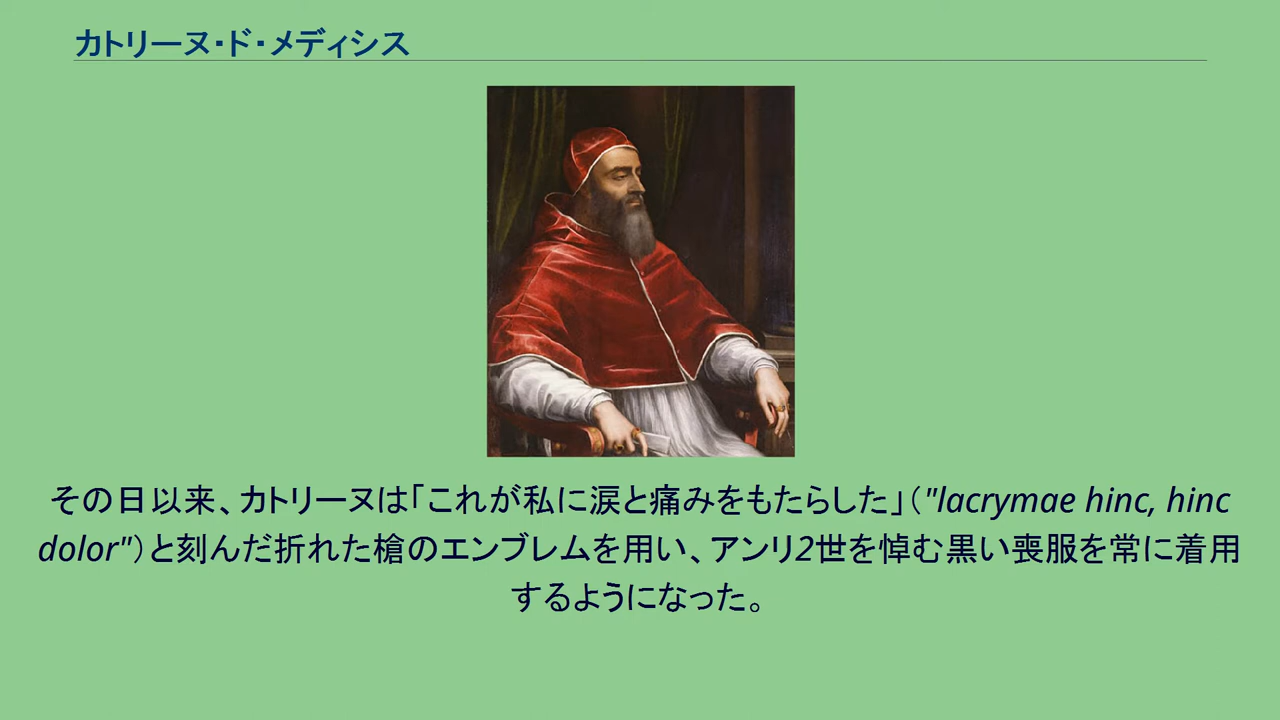 カトリーヌ・ド・メディシス
その日以来、カトリーヌは「これが私に涙と痛みをもたらした」（"lacrymae hinc, hinc
dolor"）と刻んだ折れた槍のエンブレムを用い、アンリ2世を悼む黒い喪服を常に着用
するようになった。